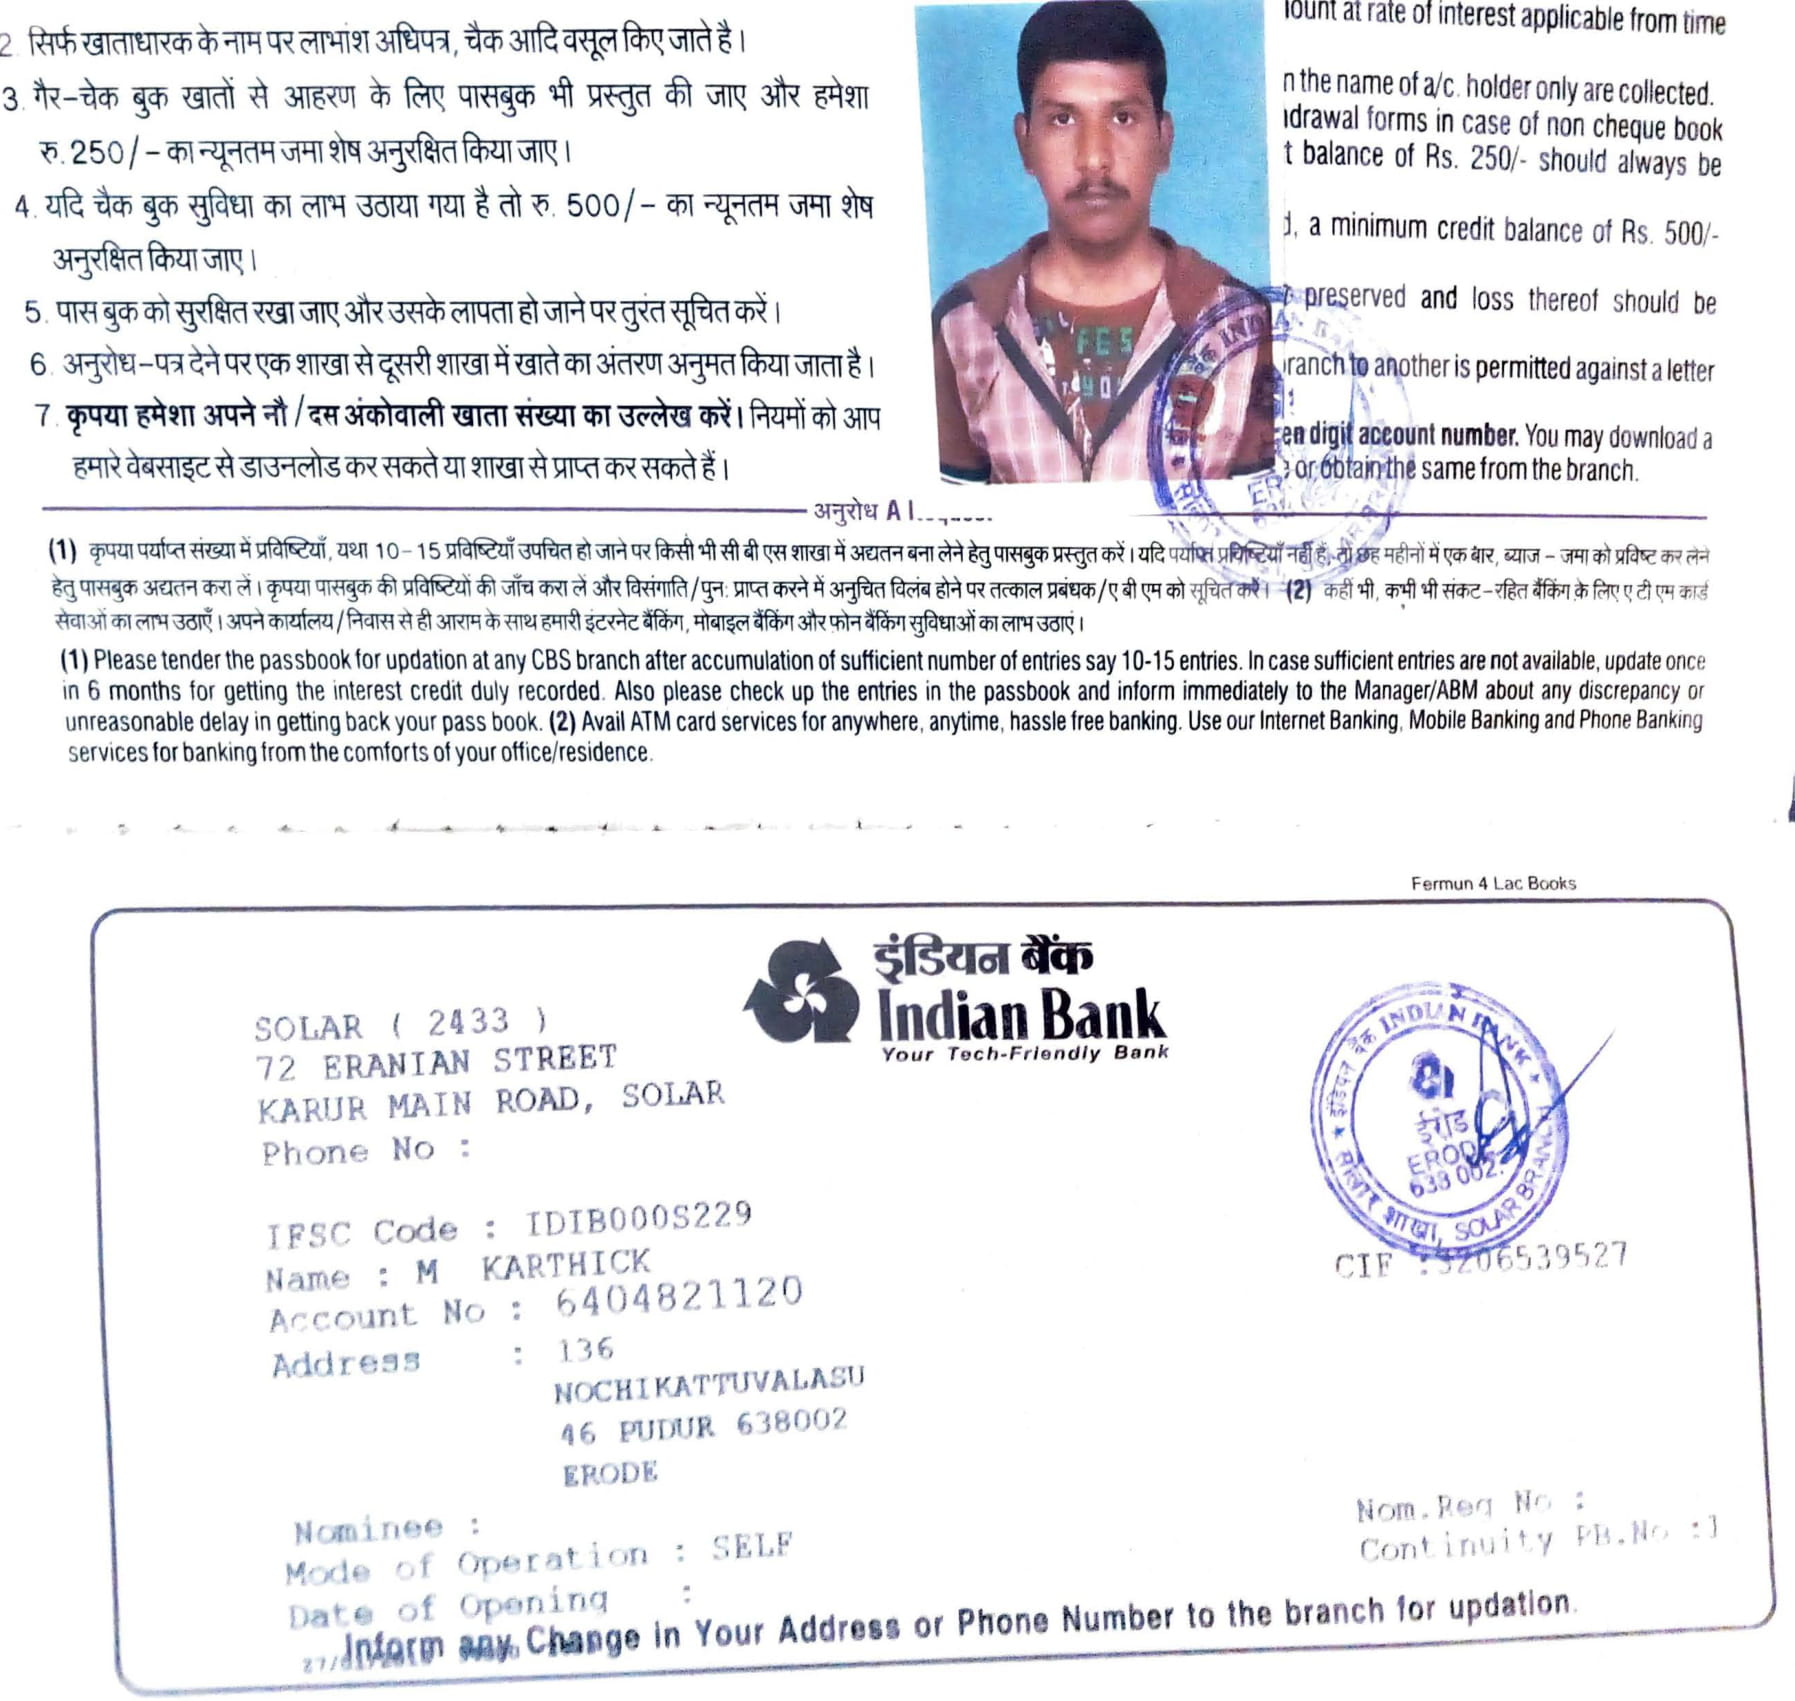 2. सिर्फ खाताधारक के नाम पर लाभांश अधिपत्र, चैक आदि वसूल किए जाते है।
3. गैर-चेक बुक खातों से आहरण के लिए पासबुक भी प्रस्तुत की जाए और हमेशा
रु. 250/- का न्यूनतम जमा शेष अनुरक्षित किया जाए।
4. यदि चैक बुक सुविधा का लाभ उठाया गया है तो रु. 500/- का न्यूनतम जमा शेष
अनुरक्षित किया जाए।
5. पास बुक को सुरक्षित रखा जाए और उसके लापता हो जाने पर तुरंत सूचित करें।
6. अनुरोध-पत्र देने पर एक शाखा से दूसरी शाखा में खाते का अंतरण अनुमत किया जाता है।
7. कृपया हमेशा अपने नौ/दस अंकोवाली खाता संख्या का उल्लेख करें। नियमों को आप
हमारे वेबसाइट से डाउनलोड कर सकते या शाखा से प्राप्त कर सकते हैं।
ount at rate of interest applicable from time
n the name of a/c. holder only are collected.
drawal forms in case of non cheque book
t balance of Rs. 250/- should always be
d, a minimum credit balance of Rs. 500/-
preserved and loss thereof should be
ranch to another is permitted against a letter
en digit account number. You may download a
or obtain the same from the branch.
FES
INDIAN BANK
अनुरोध A
(1) कृपया पर्याप्त संख्या में प्रविष्टियाँ, यथा 10-15 प्रविष्टियाँ उपचित हो जाने पर किसी भी सी बी एस शाखा में अद्यतन बना लेने हेतु पासबुक प्रस्तुत करें। यदि पर्याप्त प्रविष्टियाँ नहीं हैं, तो छह महीनों में एक बार, ब्याज - जमा को प्रविष्ट कर लेने
हेतु पासबुक अद्यतन करा लें। कृपया पासबुक की प्रविष्टियों की जाँच करा लें और विसंगाति/पुनः प्राप्त करने में अनुचित विलंब होने पर तत्काल प्रबंधक/ए बी एम को सूचित करें। (2) कहीं भी, कभी भी संकट-रहित बैंकिंग के लिए ए टी एम कार्ड
सेवाओं का लाभ उठाएँ। अपने कार्यालय/निवास से ही आराम के साथ हमारी इंटरनेट बैंकिंग, मोबाइल बैंकिंग और फोन बैंकिंग सुविधाओं का लाभ उठाएं।
(1) Please tender the passbook for updation at any CBS branch after accumulation of sufficient number of entries say 10-15 entries. In case sufficient entries are not available, update once
in 6 months for getting the interest credit duly recorded. Also please check up the entries in the passbook and inform immediately to the Manager/ABM about any discrepancy or
unreasonable delay in getting back your pass book. (2) Avail ATM card services for anywhere, anytime, hassle free banking. Use our Internet Banking, Mobile Banking and Phone Banking
services for banking from the comforts of your office/residence.
Fermun 4 Lac Books
इंडियन बैंक
Indian Bank
Your Tech-Friendly Bank
SOLAR ( 2433 )
72 ERANIAN STREET
KARUR MAIN ROAD, SOLAR
Phone No :
इंडियन बैंक INDIAN BANK
ईरोड
ERODE
638 002.
सोलार शाखा, SOLAR BRANCH
IFSC Code : IDIB000S229
Name : M KARTHICK
CIF :3206539527
Account No : 6404821120
Address : 136
NOCHIKATTUVALASU
46 PUDUR 638002
ERODE
Nominee :
Nom.Reg No :
Mode of Operation : SELF
Continuity PB.No :1
Date of Opening :
Inform any Change in Your Address or Phone Number to the branch for updation.